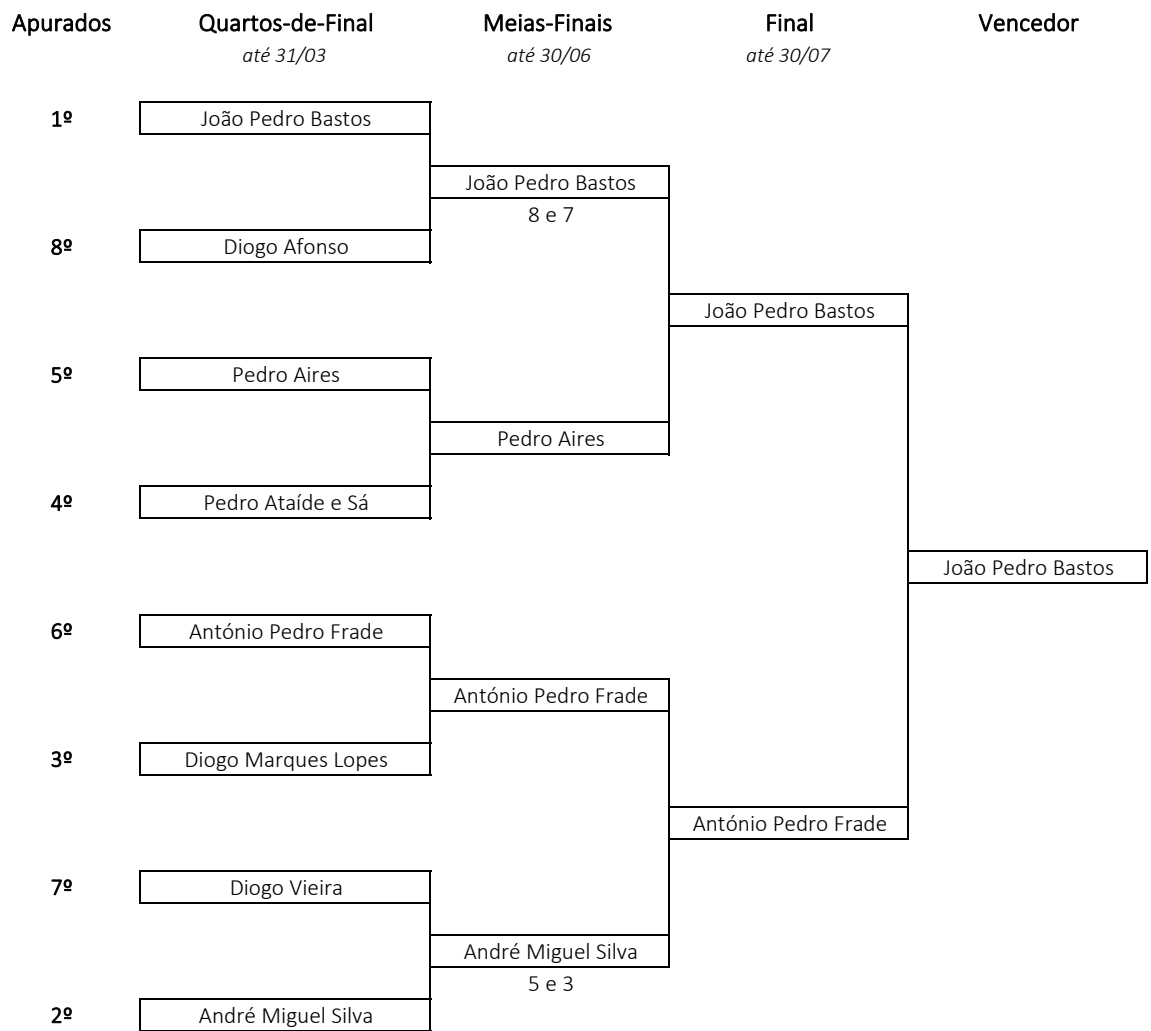 Apurados Quartos-de-Final Meias-Finais Final Vencedor
até 31/03 até 30/06 até 30/07
1º João Pedro Bastos
João Pedro Bastos
8 e 7
8º Diogo Afonso
João Pedro Bastos
5º Pedro Aires
Pedro Aires
4º Pedro Ataíde e Sá
João Pedro Bastos
6º António Pedro Frade
António Pedro Frade
3º Diogo Marques Lopes
António Pedro Frade
7º Diogo Vieira
André Miguel Silva
5 e 3
2º André Miguel Silva